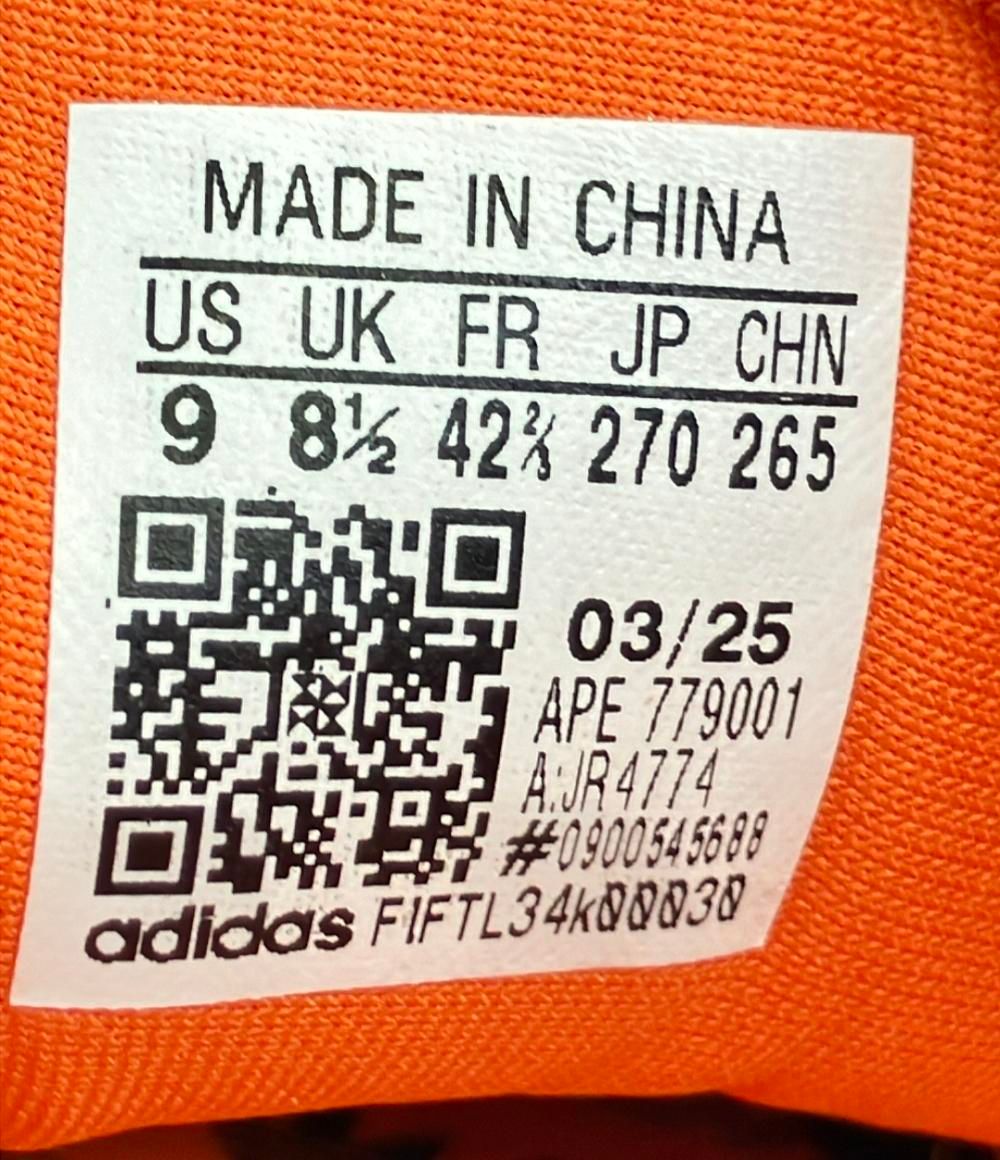 MADE IN CHINA
US UK FR JP CHN
9 8½ 42⅔ 270 265
03/25
APE 779001
A:JR4774
#0900545688
adidas FIFTL34k00030